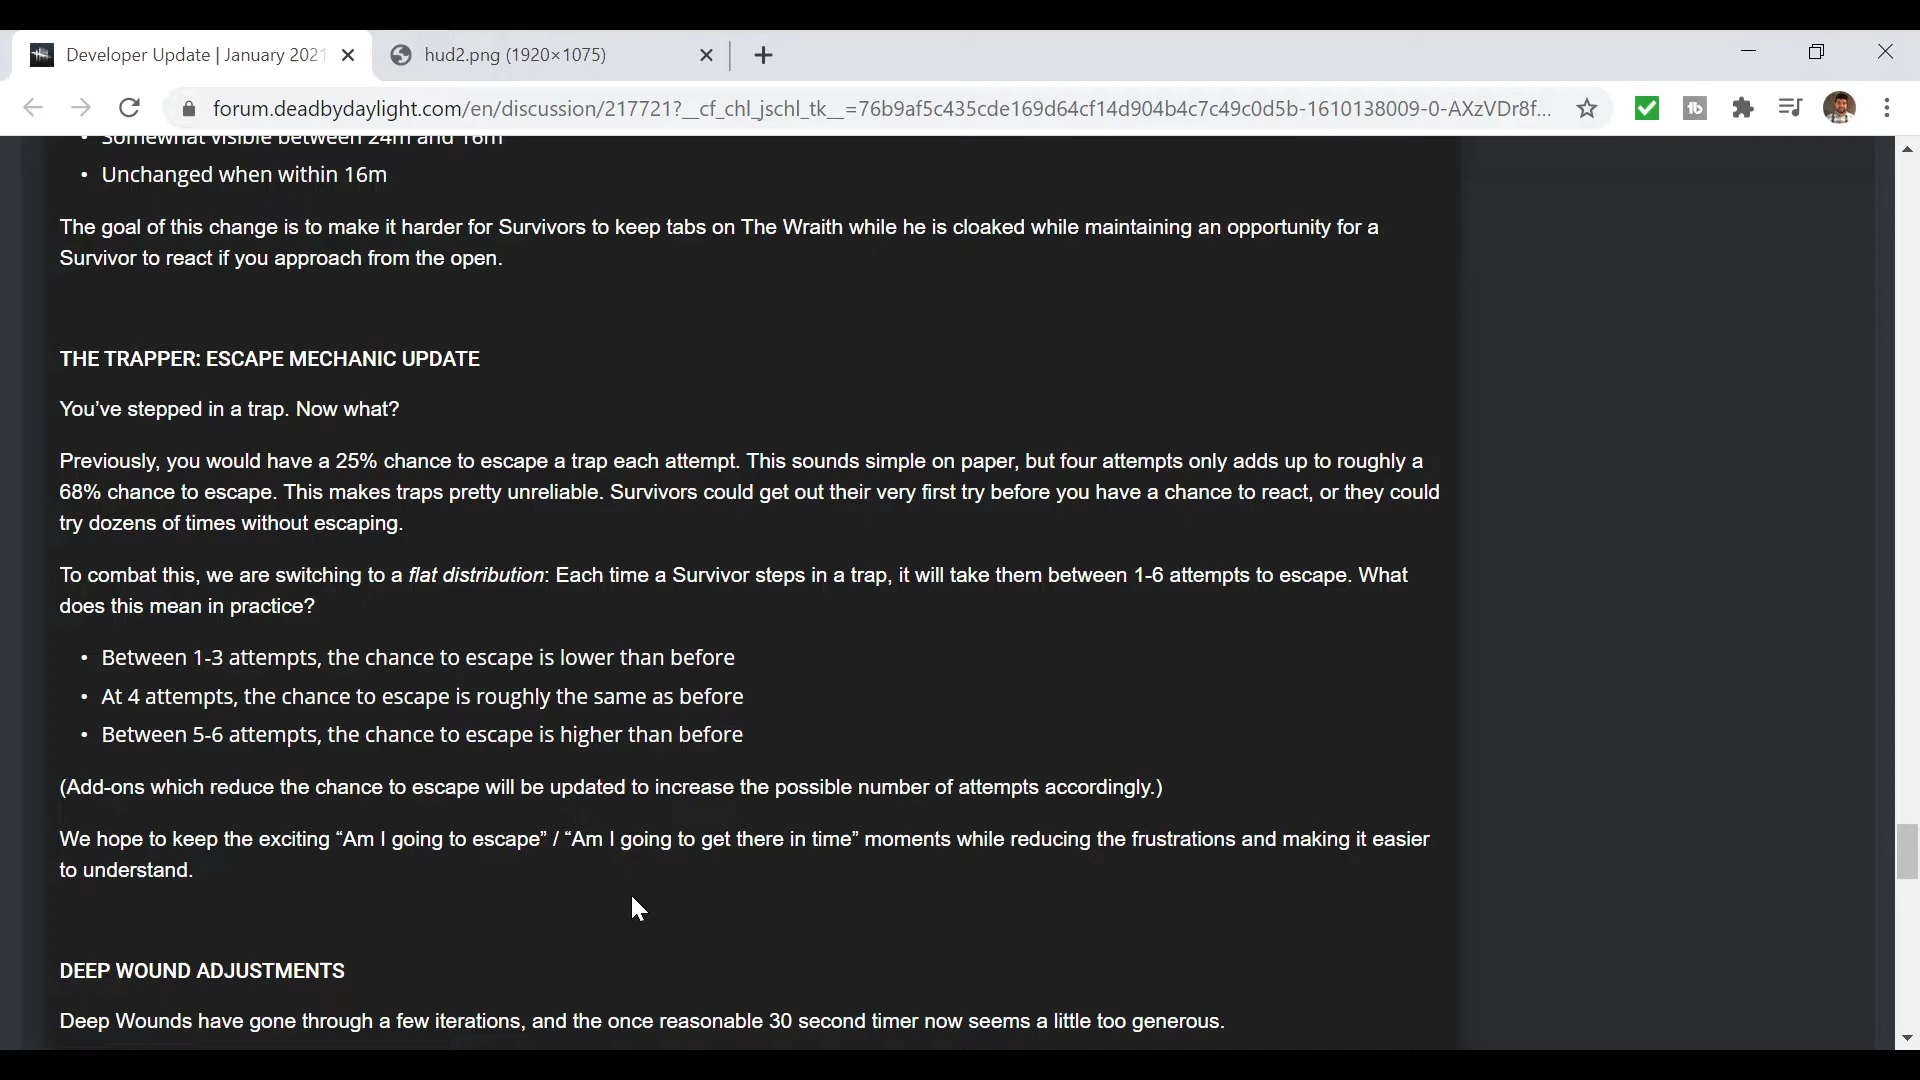 Developer Update | January 2021
hud2.png (1920×1075)
forum.deadbydaylight.com/en/discussion/217721?__cf_chl_jschl_tk__=76b9af5c435cde169d64cf14d904b4c7c49c0d5b-1610138009-0-AXzVDr8f...
• Somewhat visible between 24m and 16m
• Unchanged when within 16m
The goal of this change is to make it harder for Survivors to keep tabs on The Wraith while he is cloaked while maintaining an opportunity for a
Survivor to react if you approach from the open.
THE TRAPPER: ESCAPE MECHANIC UPDATE
You’ve stepped in a trap. Now what?
Previously, you would have a 25% chance to escape a trap each attempt. This sounds simple on paper, but four attempts only adds up to roughly a
68% chance to escape. This makes traps pretty unreliable. Survivors could get out their very first try before you have a chance to react, or they could
try dozens of times without escaping.
To combat this, we are switching to a flat distribution: Each time a Survivor steps in a trap, it will take them between 1-6 attempts to escape. What
does this mean in practice?
• Between 1-3 attempts, the chance to escape is lower than before
• At 4 attempts, the chance to escape is roughly the same as before
• Between 5-6 attempts, the chance to escape is higher than before
(Add-ons which reduce the chance to escape will be updated to increase the possible number of attempts accordingly.)
We hope to keep the exciting “Am I going to escape” / “Am I going to get there in time” moments while reducing the frustrations and making it easier
to understand.
DEEP WOUND ADJUSTMENTS
Deep Wounds have gone through a few iterations, and the once reasonable 30 second timer now seems a little too generous.